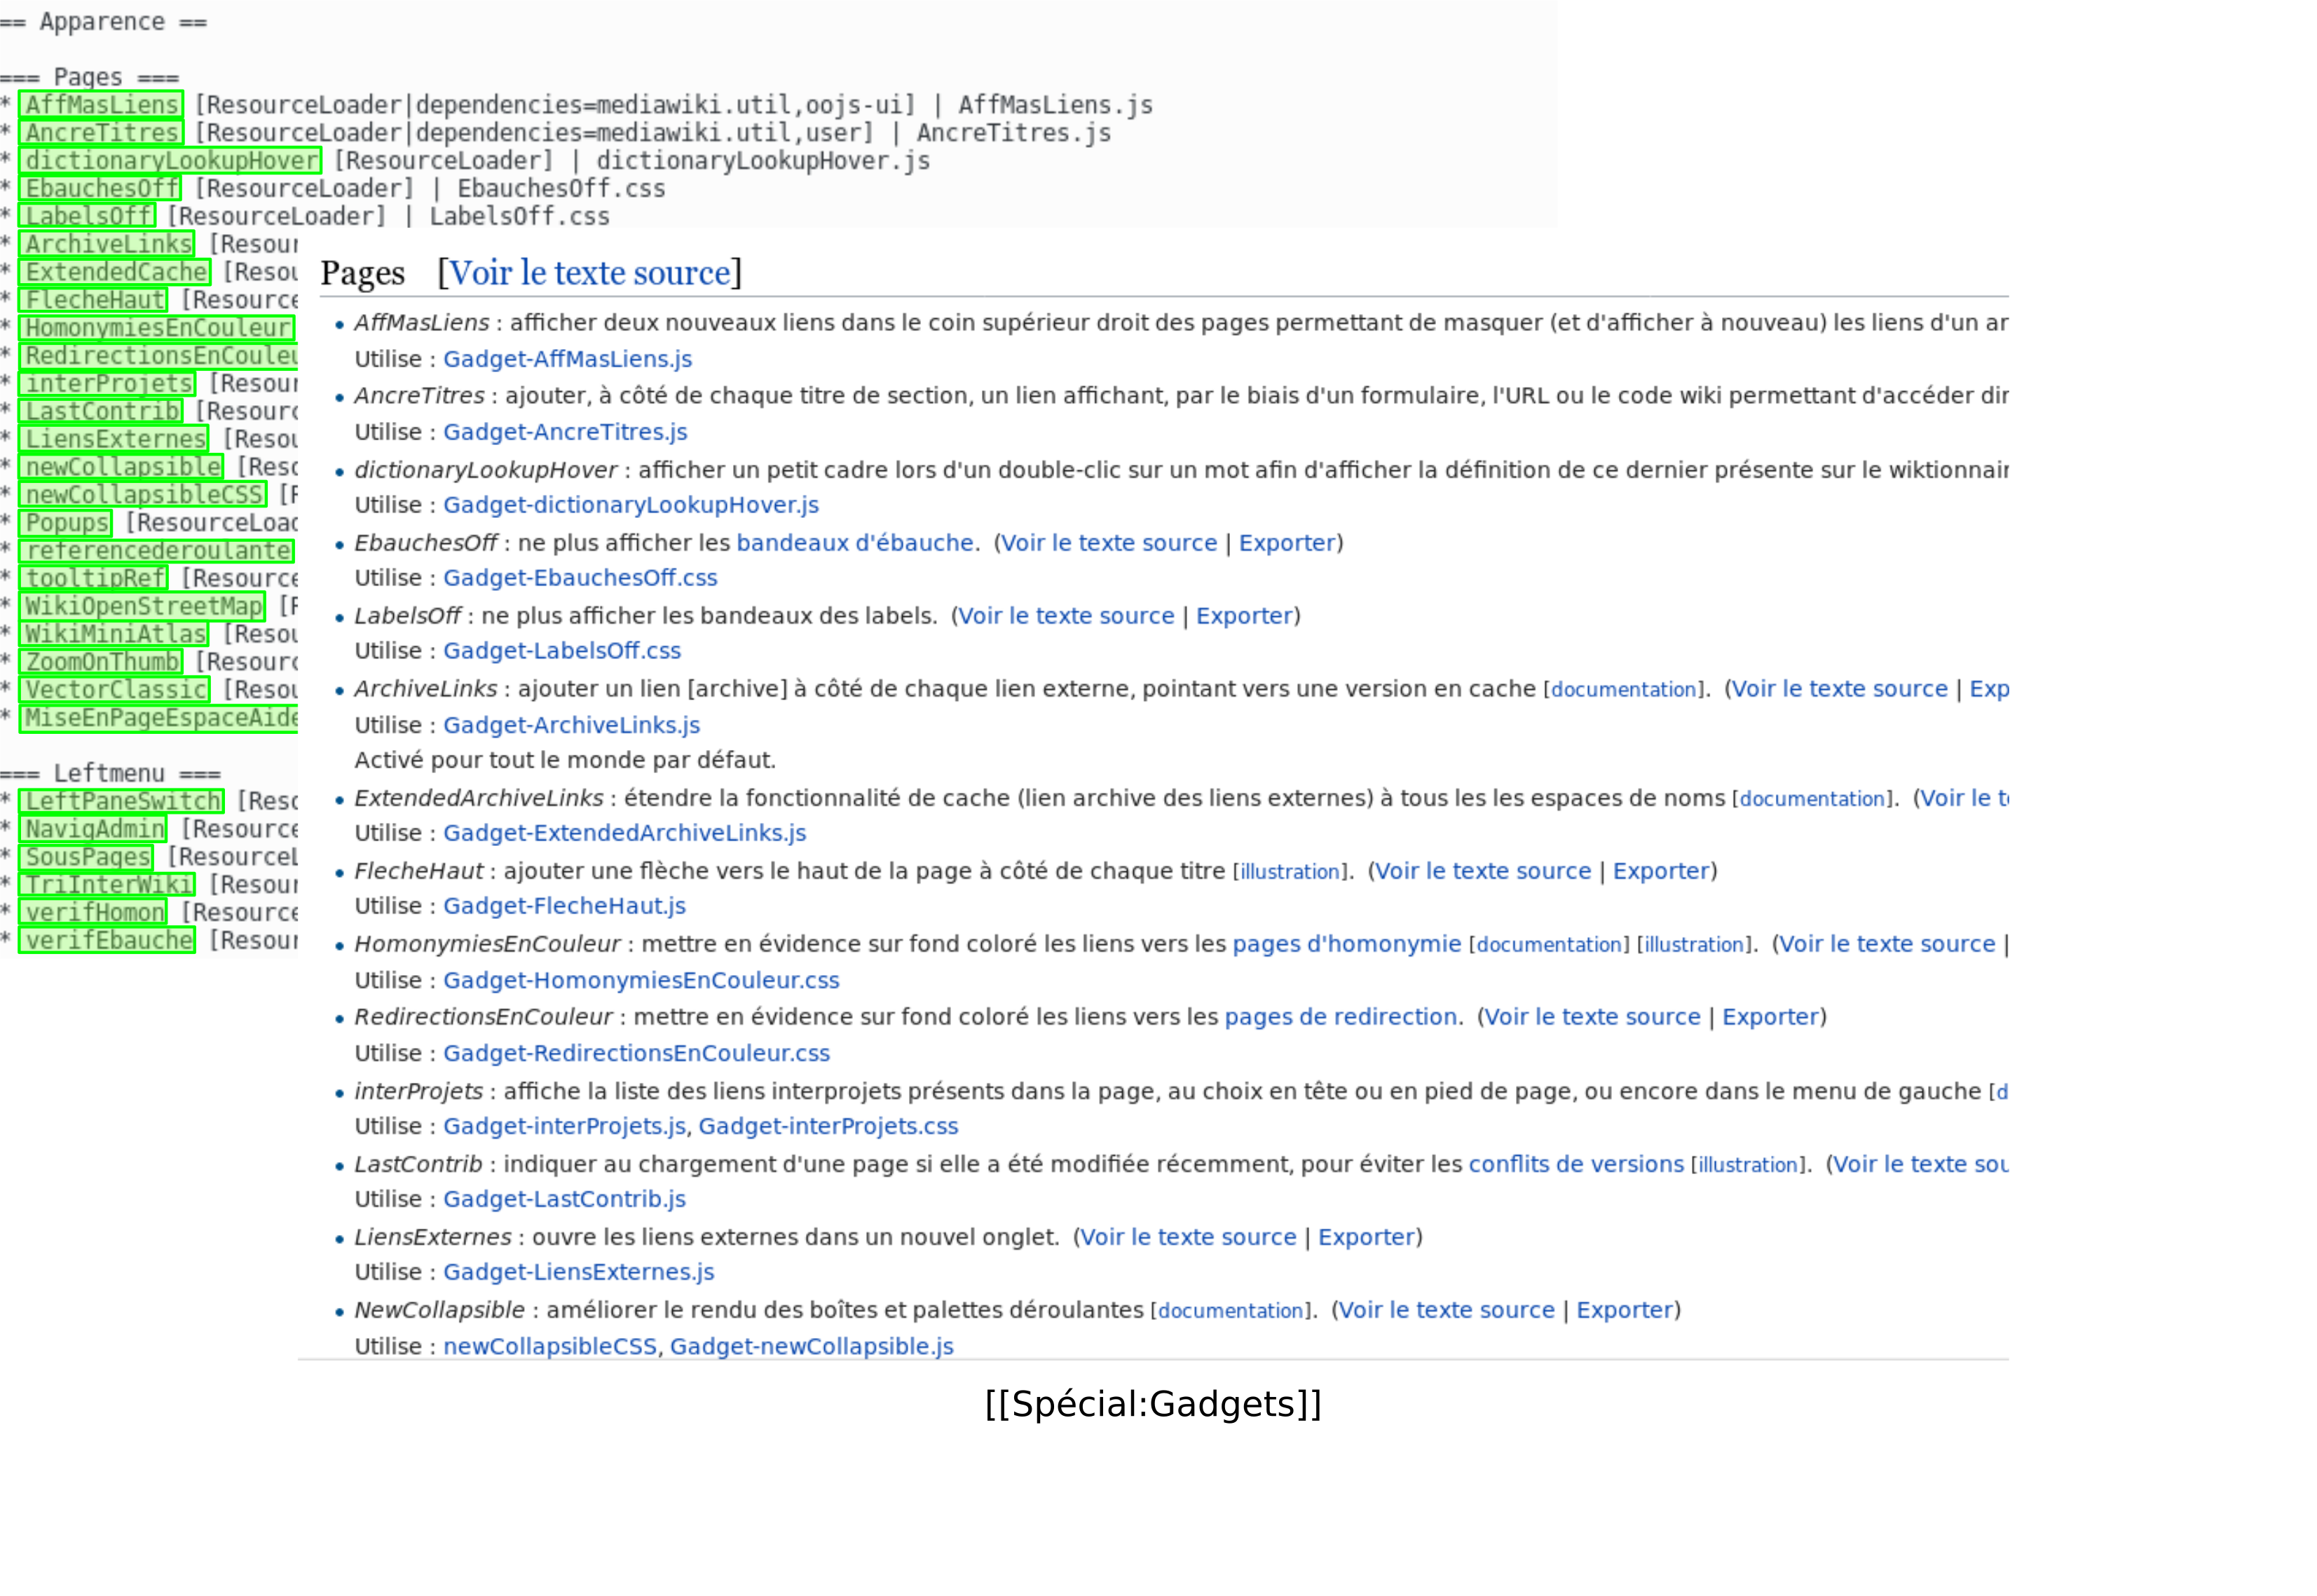 == Apparence ==
=== Pages ===
* AffMasLiens [ResourceLoader|dependencies=mediawiki.util,oojs-ui] | AffMasLiens.js
* AncreTitres [ResourceLoader|dependencies=mediawiki.util,user] | AncreTitres.js
* dictionaryLookupHover [ResourceLoader] | dictionaryLookupHover.js
* EbauchesOff [ResourceLoader] | EbauchesOff.css
* LabelsOff [ResourceLoader] | LabelsOff.css
* ArchiveLinks [Resour
* ExtendedCache [Resou
* FlecheHaut [Resource
* HomonymiesEnCouleur
* RedirectionsEnCouleu
* interProjets [Resour
* LastContrib [Resourc
* LiensExternes [Resou
* newCollapsible [Resc
* newCollapsibleCSS [R
* Popups [ResourceLoad
* referencederoulante
* tooltipRef [Resource
* WikiOpenStreetMap [R
* WikiMiniAtlas [Resou
* ZoomOnThumb [Resourc
* VectorClassic [Resou
* MiseEnPageEspaceAide
=== Leftmenu ===
* LeftPaneSwitch [Resc
* NavigAdmin [Resource
* SousPages [ResourceL
* TriInterWiki [Resour
* verifHomon [Resource
* verifEbauche [Resour
Pages [Voir le texte source]
• AffMasLiens : afficher deux nouveaux liens dans le coin supérieur droit des pages permettant de masquer (et d'afficher à nouveau) les liens d'un ar
Utilise : Gadget-AffMasLiens.js
• AncreTitres : ajouter, à côté de chaque titre de section, un lien affichant, par le biais d'un formulaire, l'URL ou le code wiki permettant d'accéder dir
Utilise : Gadget-AncreTitres.js
• dictionaryLookupHover : afficher un petit cadre lors d'un double-clic sur un mot afin d'afficher la définition de ce dernier présente sur le wiktionnair
Utilise : Gadget-dictionaryLookupHover.js
• EbauchesOff : ne plus afficher les bandeaux d'ébauche. (Voir le texte source | Exporter)
Utilise : Gadget-EbauchesOff.css
• LabelsOff : ne plus afficher les bandeaux des labels. (Voir le texte source | Exporter)
Utilise : Gadget-LabelsOff.css
• ArchiveLinks : ajouter un lien [archive] à côté de chaque lien externe, pointant vers une version en cache [documentation]. (Voir le texte source | Exp
Utilise : Gadget-ArchiveLinks.js
Activé pour tout le monde par défaut.
• ExtendedArchiveLinks : étendre la fonctionnalité de cache (lien archive des liens externes) à tous les les espaces de noms [documentation]. (Voir le t
Utilise : Gadget-ExtendedArchiveLinks.js
• FlecheHaut : ajouter une flèche vers le haut de la page à côté de chaque titre [illustration]. (Voir le texte source | Exporter)
Utilise : Gadget-FlecheHaut.js
• HomonymiesEnCouleur : mettre en évidence sur fond coloré les liens vers les pages d'homonymie [documentation] [illustration]. (Voir le texte source |
Utilise : Gadget-HomonymiesEnCouleur.css
• RedirectionsEnCouleur : mettre en évidence sur fond coloré les liens vers les pages de redirection. (Voir le texte source | Exporter)
Utilise : Gadget-RedirectionsEnCouleur.css
• interProjets : affiche la liste des liens interprojets présents dans la page, au choix en tête ou en pied de page, ou encore dans le menu de gauche [d
Utilise : Gadget-interProjets.js, Gadget-interProjets.css
• LastContrib : indiquer au chargement d'une page si elle a été modifiée récemment, pour éviter les conflits de versions [illustration]. (Voir le texte sou
Utilise : Gadget-LastContrib.js
• LiensExternes : ouvre les liens externes dans un nouvel onglet. (Voir le texte source | Exporter)
Utilise : Gadget-LiensExternes.js
• NewCollapsible : améliorer le rendu des boîtes et palettes déroulantes [documentation]. (Voir le texte source | Exporter)
Utilise : newCollapsibleCSS, Gadget-newCollapsible.js
[[Spécial:Gadgets]]